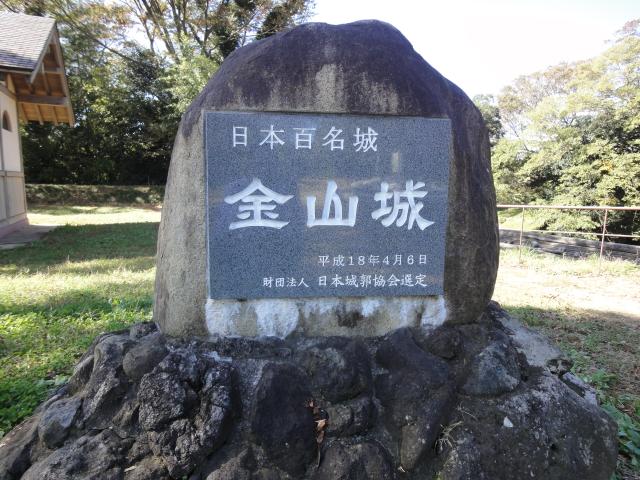 日本百名城
金山城
平成18年4月6日
財団法人 日本城郭協会選定